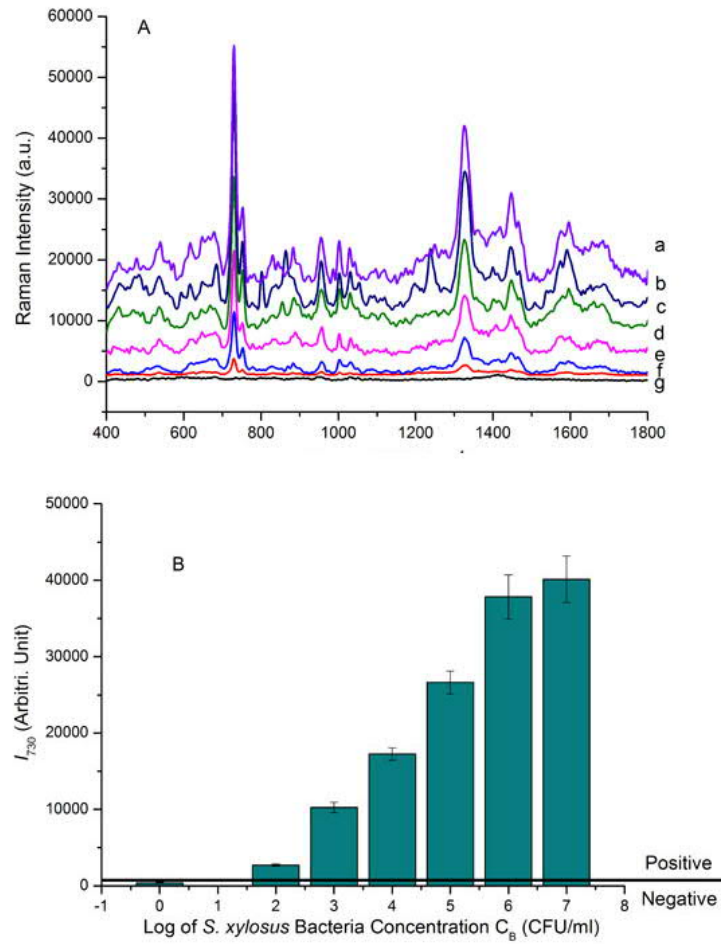 A
60000
50000
40000
30000
20000
10000
0
Raman Intensity (a.u.)
a
b
c
d
e
f
g
400 600 800 1000 1200 1400 1600 1800
B
50000
40000
30000
20000
10000
0
I730 (Arbitri. Unit)
Positive
Negative
-1 0 1 2 3 4 5 6 7 8
Log of S. xylosus Bacteria Concentration CB (CFU/ml)